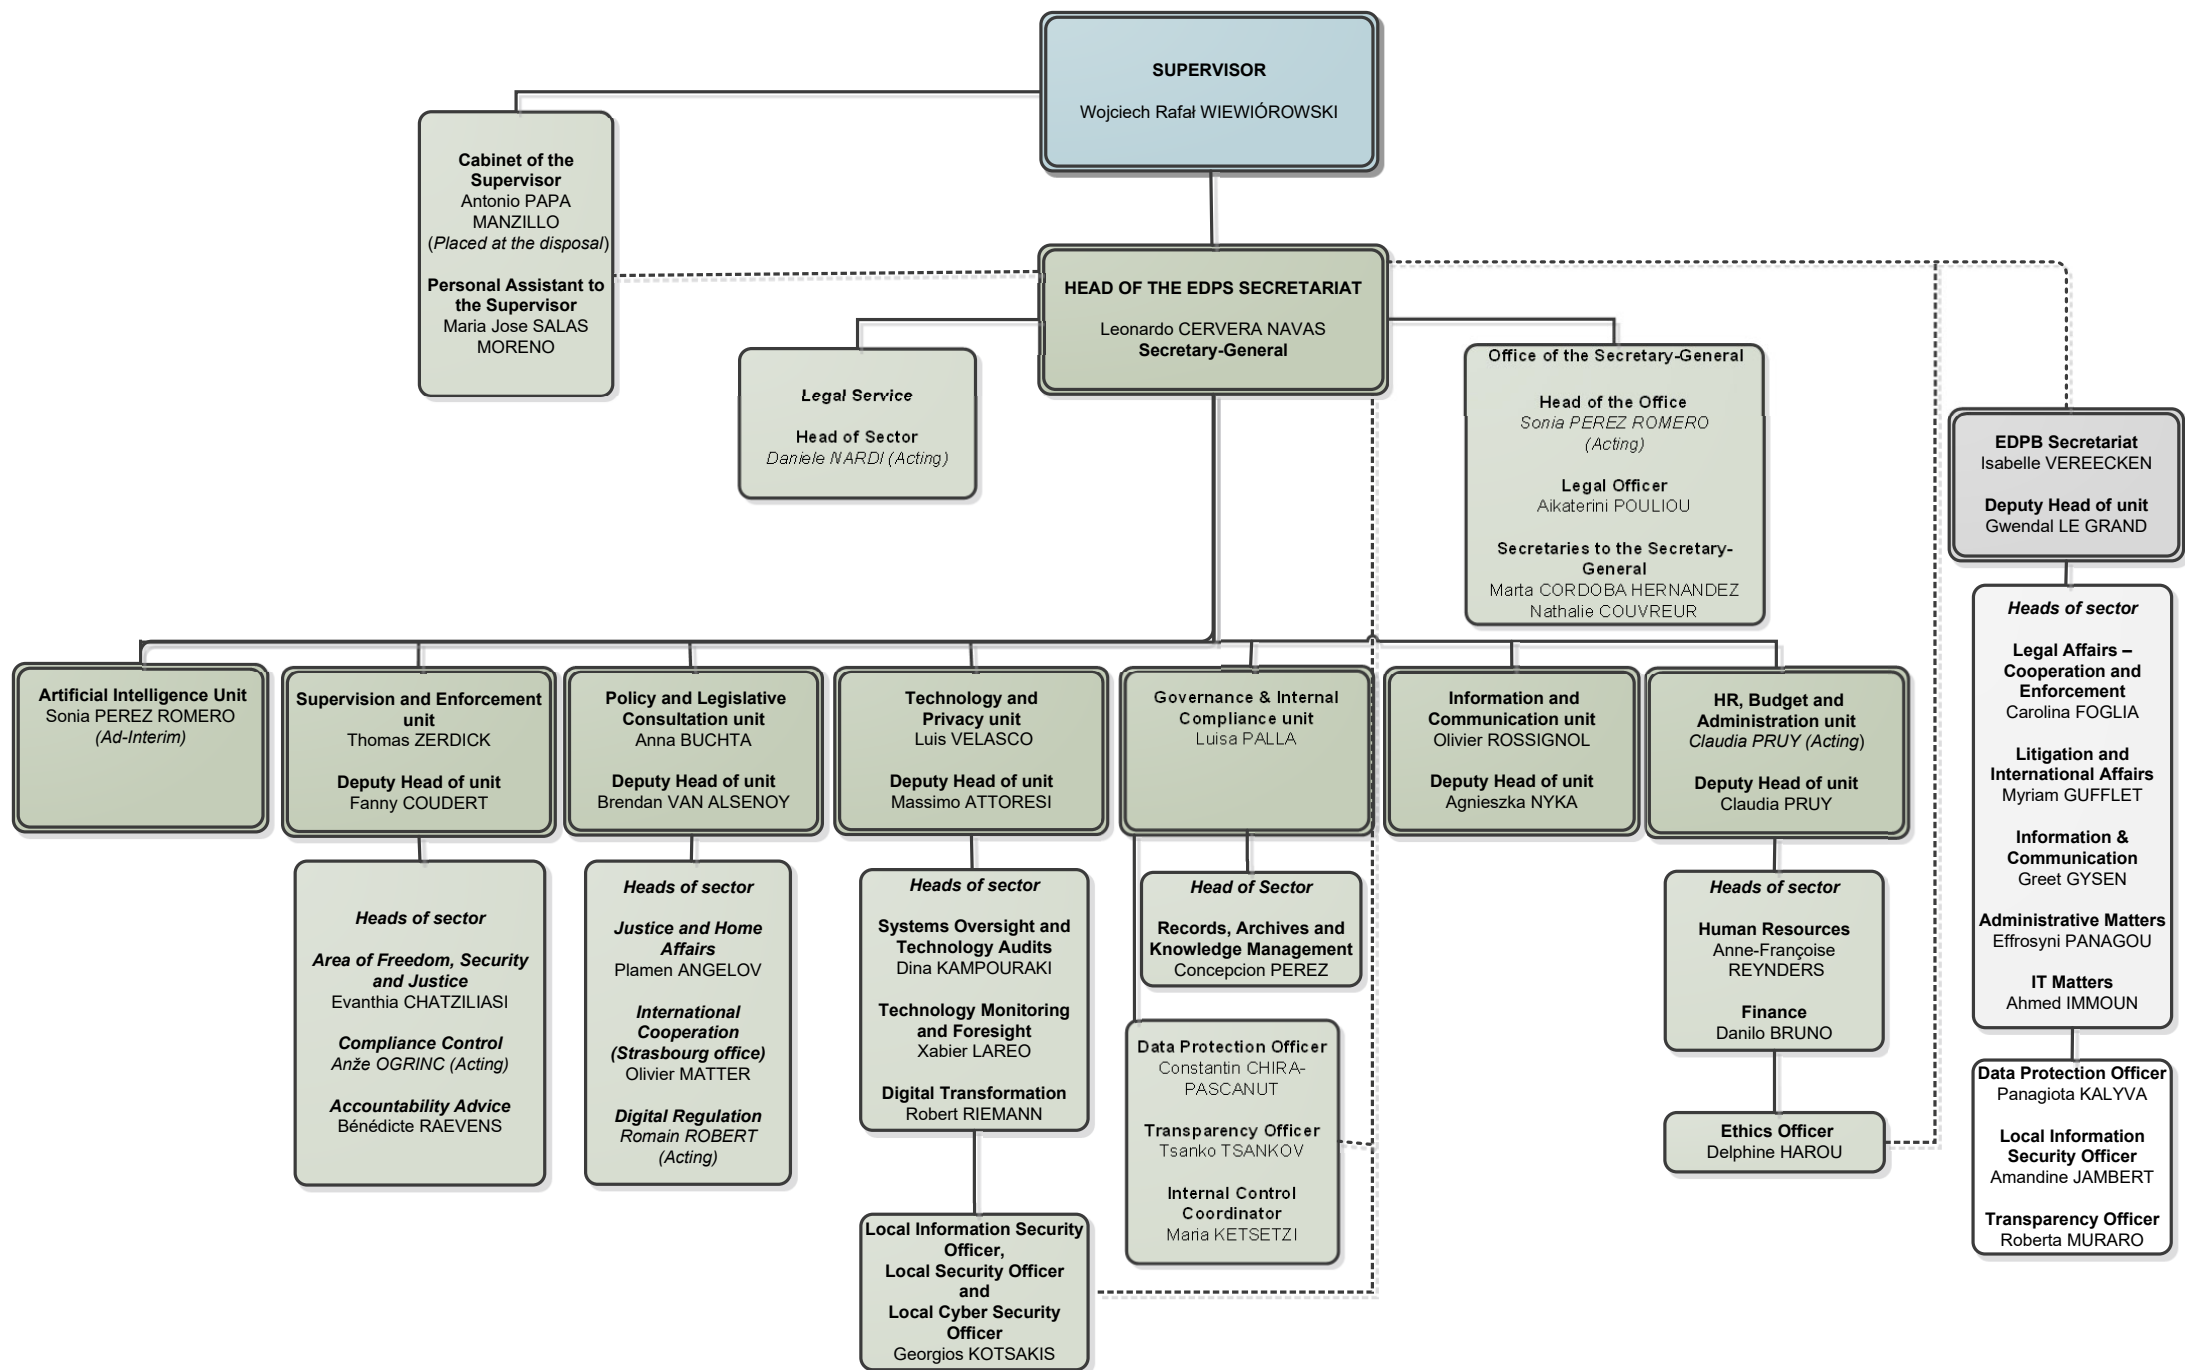 SUPERVISOR
Wojciech Rafał WIEWIÓROWSKI
Cabinet of the
Supervisor
Antonio PAPA
MANZILLO
(Placed at the disposal)
Personal Assistant to
the Supervisor
Maria Jose SALAS
MORENO
HEAD OF THE EDPS SECRETARIAT
Leonardo CERVERA NAVAS
Secretary-General
Legal Service
Head of Sector
Daniele NARDI (Acting)
Office of the Secretary-General
Head of the Office
Sonia PEREZ ROMERO
(Acting)
Legal Officer
Aikaterini POULIOU
Secretaries to the Secretary-
General
Marta CORDOBA HERNANDEZ
Nathalie COUVREUR
EDPB Secretariat
Isabelle VEREECKEN
Deputy Head of unit
Gwendal LE GRAND
Heads of sector
Legal Affairs –
Cooperation and
Enforcement
Carolina FOGLIA
Litigation and
International Affairs
Myriam GUFFLET
Information &
Communication
Greet GYSEN
Administrative Matters
Effrosyni PANAGOU
IT Matters
Ahmed IMMOUN
Data Protection Officer
Panagiota KALYVA
Local Information
Security Officer
Amandine JAMBERT
Transparency Officer
Roberta MURARO
Artificial Intelligence Unit
Sonia PEREZ ROMERO
(Ad-Interim)
Supervision and Enforcement
unit
Thomas ZERDICK
Deputy Head of unit
Fanny COUDERT
Heads of sector
Area of Freedom, Security
and Justice
Evanthia CHATZILIASI
Compliance Control
Anže OGRINC (Acting)
Accountability Advice
Bénédicte RAEVENS
Policy and Legislative
Consultation unit
Anna BUCHTA
Deputy Head of unit
Brendan VAN ALSENOY
Heads of sector
Justice and Home
Affairs
Plamen ANGELOV
International
Cooperation
(Strasbourg office)
Olivier MATTER
Digital Regulation
Romain ROBERT
(Acting)
Technology and
Privacy unit
Luis VELASCO
Deputy Head of unit
Massimo ATTORESI
Heads of sector
Systems Oversight and
Technology Audits
Dina KAMPOURAKI
Technology Monitoring
and Foresight
Xabier LAREO
Digital Transformation
Robert RIEMANN
Local Information Security
Officer,
Local Security Officer
and
Local Cyber Security
Officer
Georgios KOTSAKIS
Governance & Internal
Compliance unit
Luisa PALLA
Head of Sector
Records, Archives and
Knowledge Management
Concepcion PEREZ
Data Protection Officer
Constantin CHIRA-
PASCANUT
Transparency Officer
Tsanko TSANKOV
Internal Control
Coordinator
Maria KETSETZI
Information and
Communication unit
Olivier ROSSIGNOL
Deputy Head of unit
Agnieszka NYKA
HR, Budget and
Administration unit
Claudia PRUY (Acting)
Deputy Head of unit
Claudia PRUY
Heads of sector
Human Resources
Anne-Françoise
REYNDERS
Finance
Danilo BRUNO
Ethics Officer
Delphine HAROU